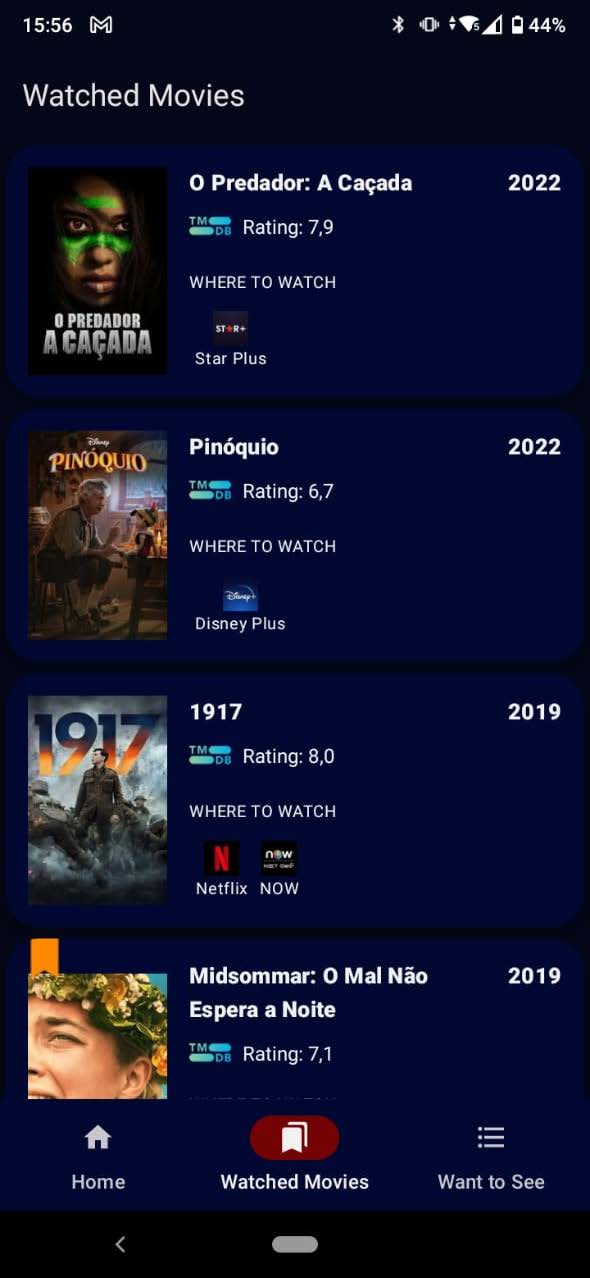 15:56
44%
Watched Movies
O PREDADOR
A CAÇADA
O Predador: A Caçada
2022
TMDB
Rating: 7,9
WHERE TO WATCH
ST★R+
Star Plus
Disney
PINÓQUIO
Pinóquio
2022
TMDB
Rating: 6,7
WHERE TO WATCH
Disney+
Disney Plus
1917
1917
2019
TMDB
Rating: 8,0
WHERE TO WATCH
N
now
Netflix
NOW
Midsommar: O Mal Não
Espera a Noite
2019
TMDB
Rating: 7,1
Home
Watched Movies
Want to See